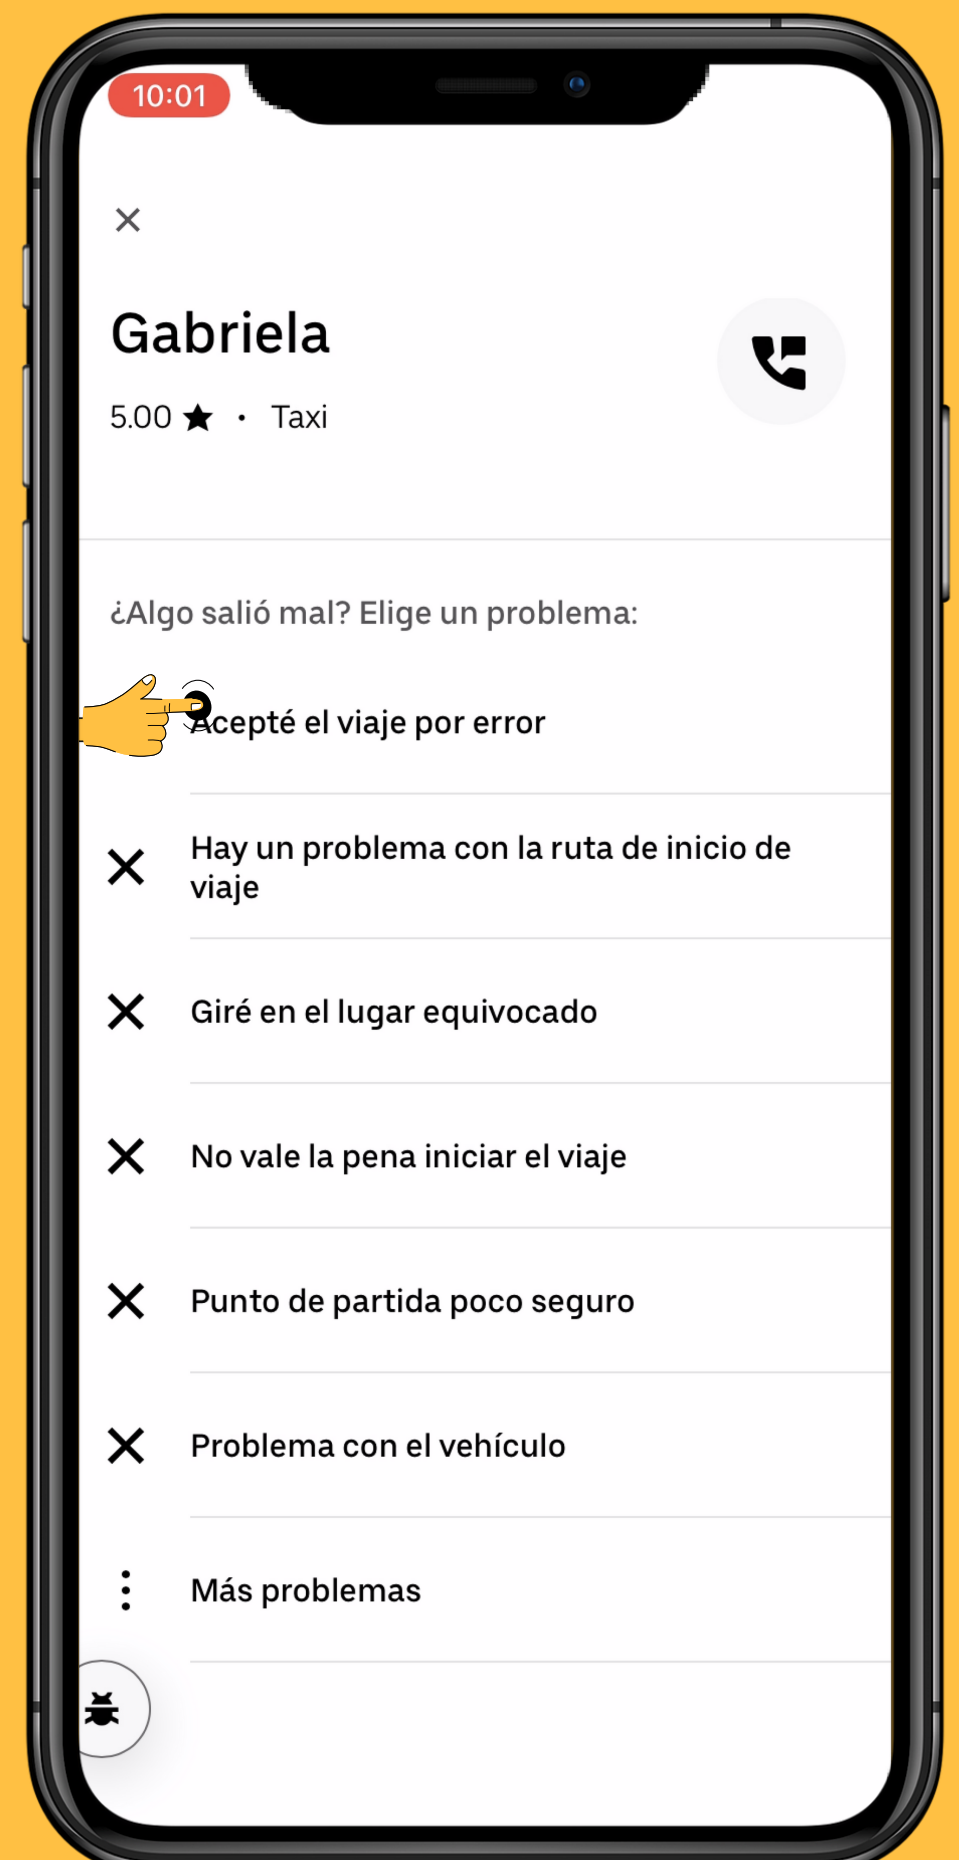 10:01
Gabriela
5.00 ★ · Taxi
¿Algo salió mal? Elige un problema:
Acepté el viaje por error
Hay un problema con la ruta de inicio de
viaje
Giré en el lugar equivocado
No vale la pena iniciar el viaje
Punto de partida poco seguro
Problema con el vehículo
Más problemas